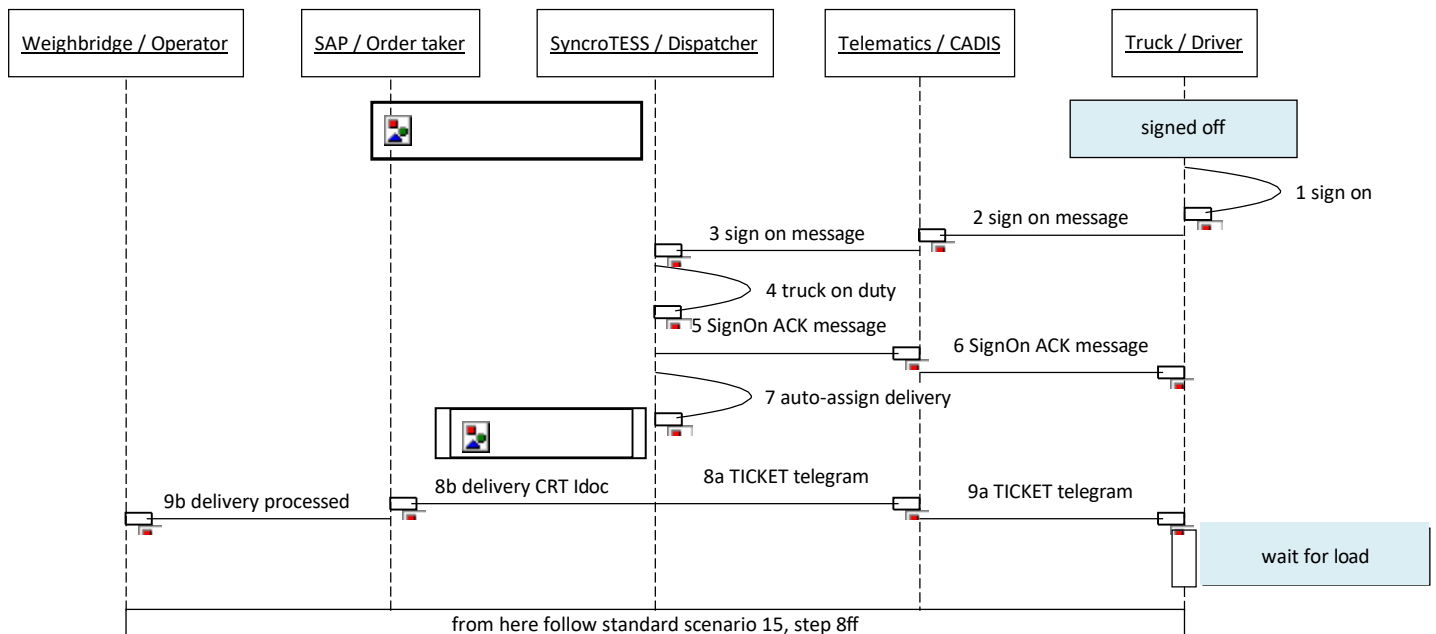 Weighbridge / Operator
SAP / Order taker
SyncroTESS / Dispatcher
Telematics / CADIS
Truck / Driver
signed off
1 sign on
2 sign on message
3 sign on message
4 truck on duty
5 SignOn ACK message
6 SignOn ACK message
7 auto-assign delivery
8a TICKET telegram
8b delivery CRT Idoc
9a TICKET telegram
9b delivery processed
wait for load
from here follow standard scenario 15, step 8ff